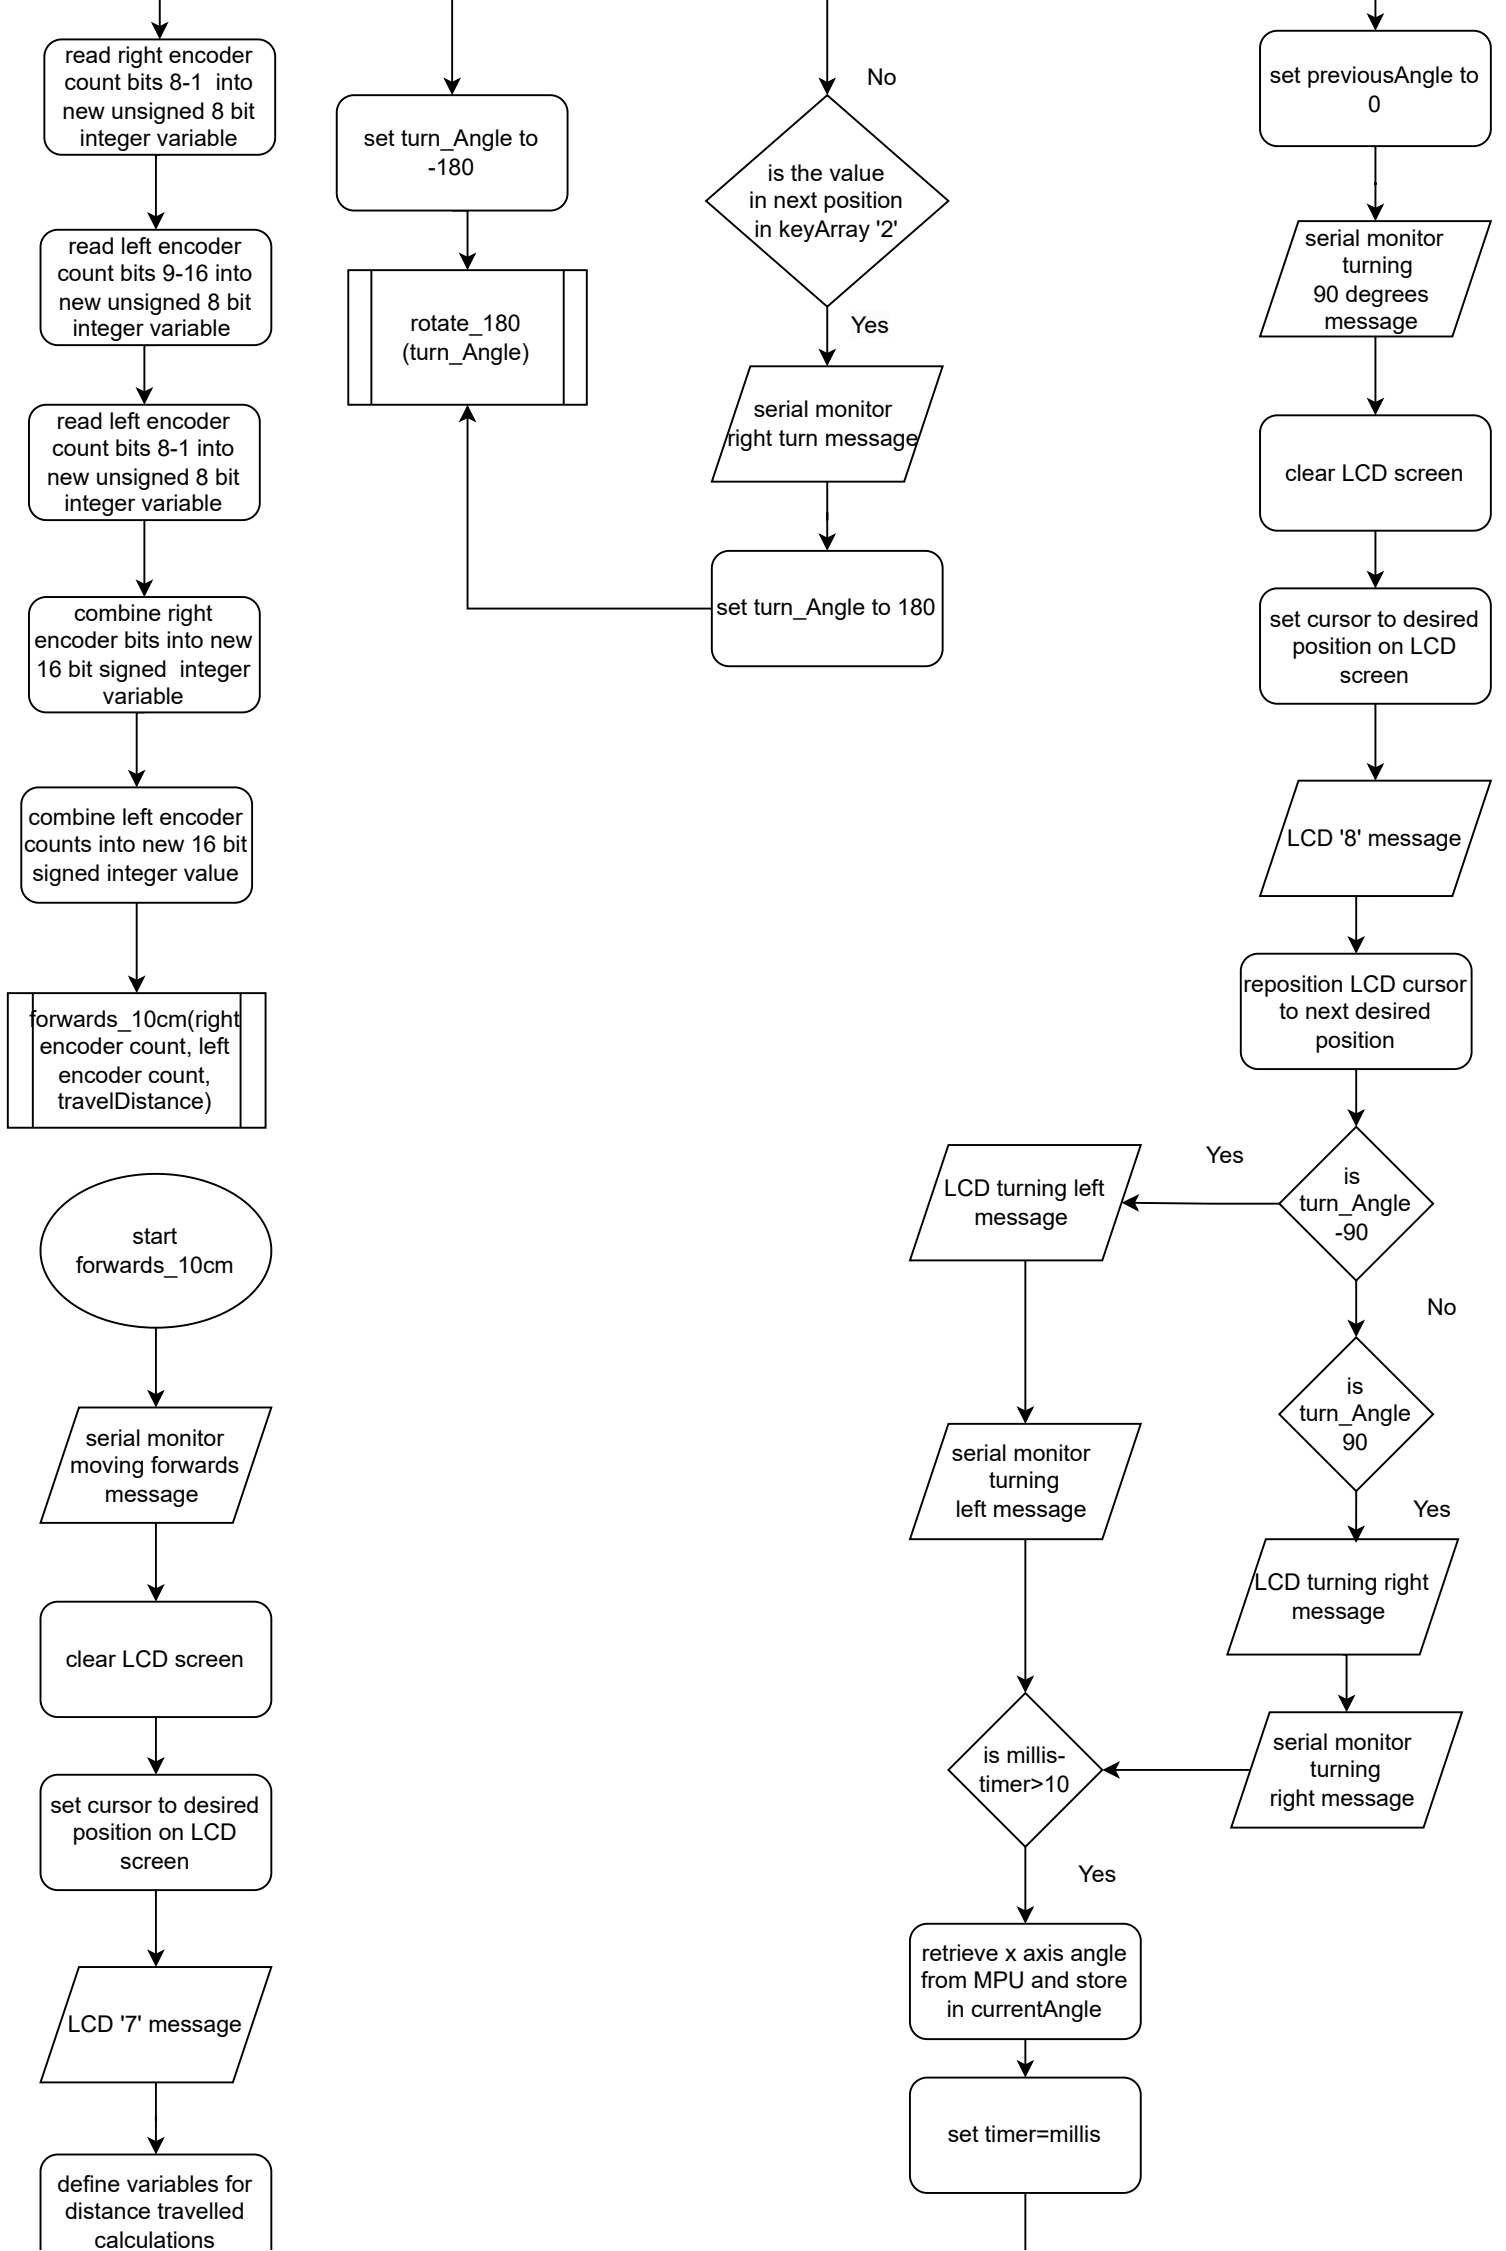 read right encoder
count bits 8-1 into
new unsigned 8 bit
integer variable
read left encoder
count bits 9-16 into
new unsigned 8 bit
integer variable
read left encoder
count bits 8-1 into
new unsigned 8 bit
integer variable
combine right
encoder bits into new
16 bit signed integer
variable
combine left encoder
counts into new 16 bit
signed integer value
forwards_10cm(right
encoder count, left
encoder count,
travelDistance)
start
forwards_10cm
serial monitor
moving forwards
message
clear LCD screen
set cursor to desired
position on LCD
screen
LCD '7' message
define variables for
distance travelled
calculations
set turn_Angle to
-180
rotate_180
(turn_Angle)
No
is the value
in next position
in keyArray '2'
Yes
serial monitor
right turn message
set turn_Angle to 180
set previousAngle to
0
serial monitor
turning
90 degrees
message
clear LCD screen
set cursor to desired
position on LCD
screen
LCD '8' message
reposition LCD cursor
to next desired
position
is
turn_Angle
-90
Yes
LCD turning left
message
serial monitor
turning
left message
No
is
turn_Angle
90
Yes
LCD turning right
message
serial monitor
turning
right message
is millis-
timer>10
Yes
retrieve x axis angle
from MPU and store
in currentAngle
set timer=millis